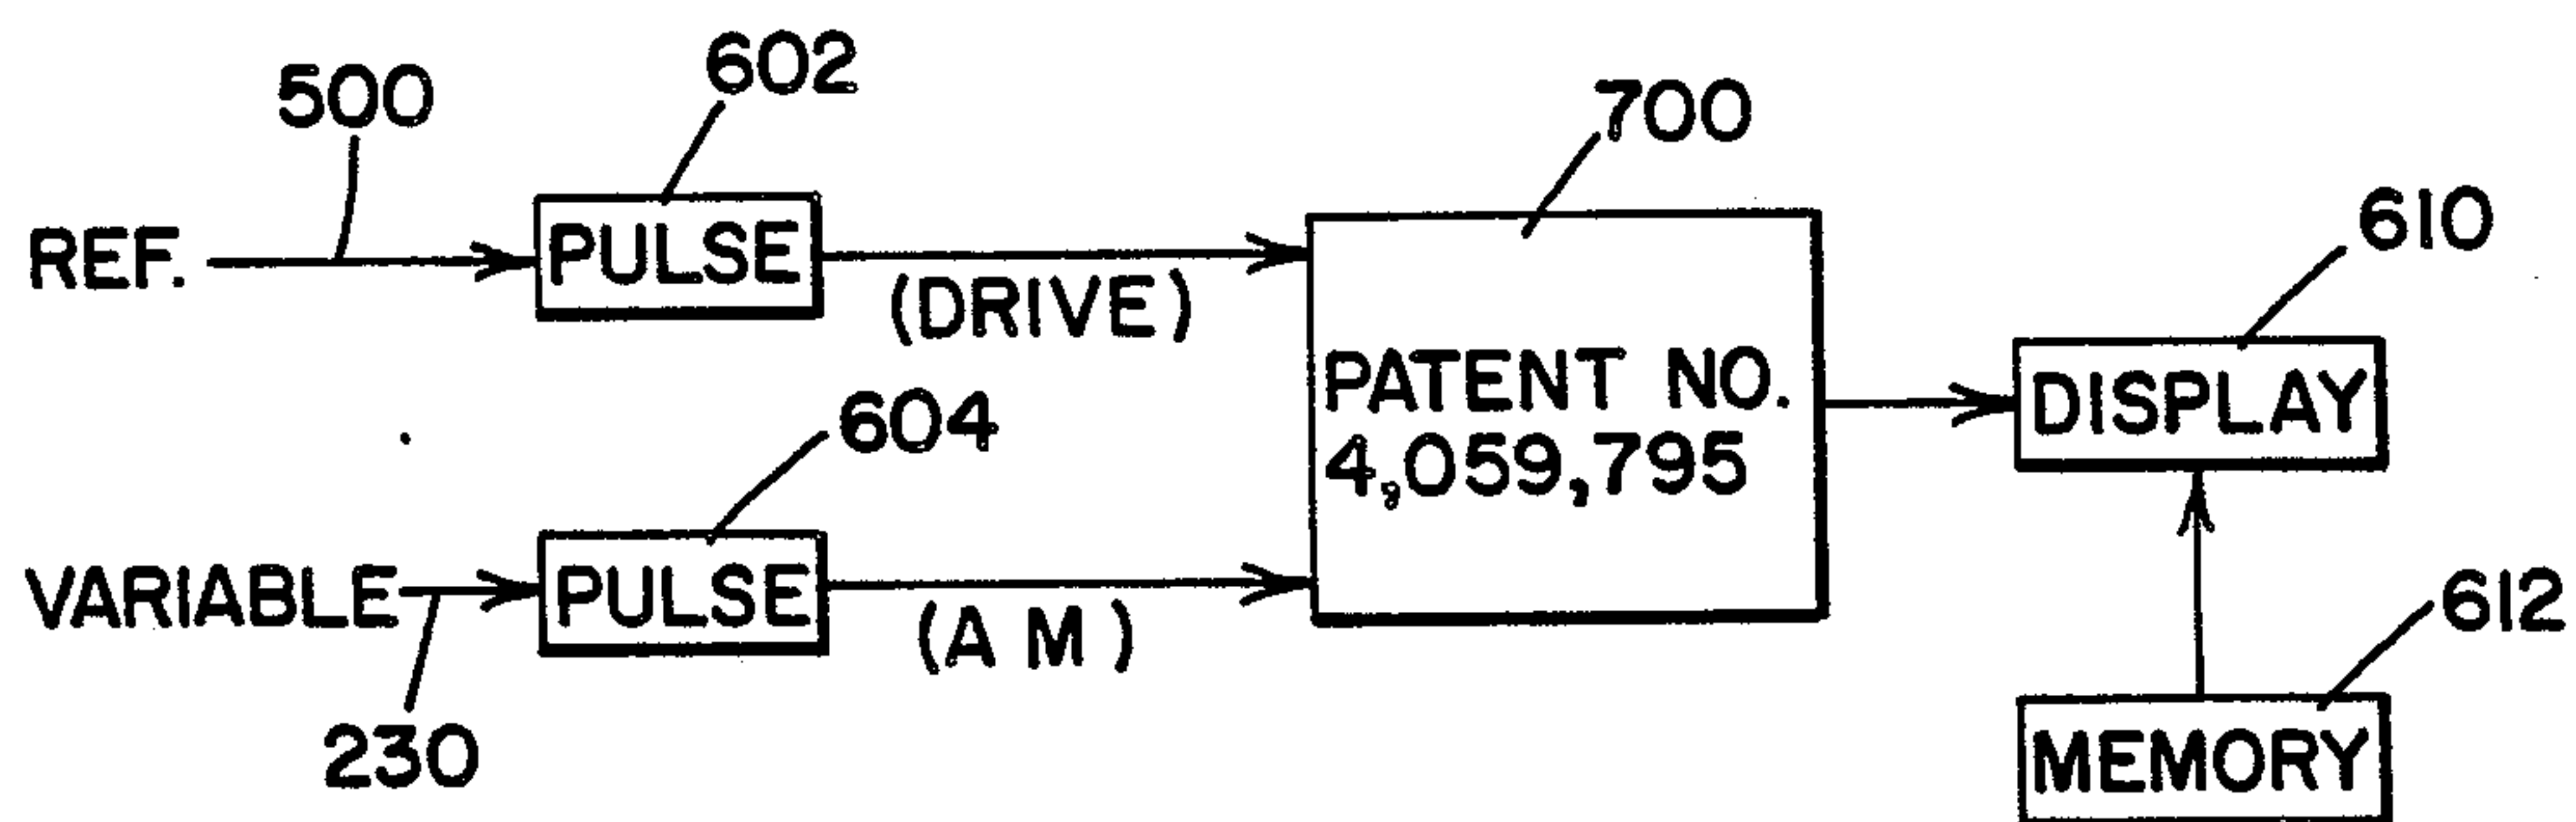 500
602
700
REF.
PULSE
(DRIVE)
610
604
PATENT NO.
4,059,795
DISPLAY
VARIABLE
PULSE
(AM)
230
612
MEMORY